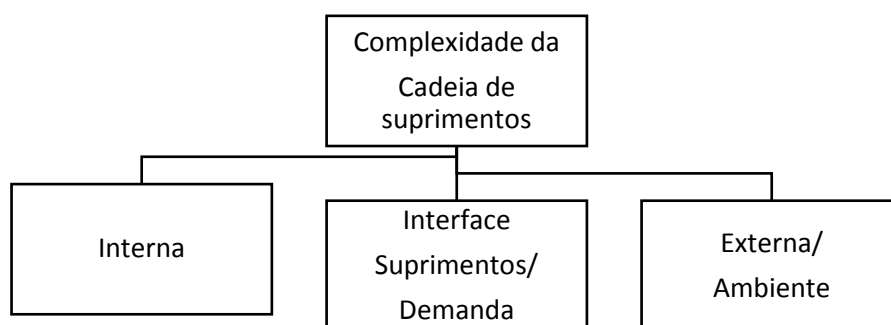 Complexidade da
Cadeia de
suprimentos
Interna
Interface
Suprimentos/
Demanda
Externa/
Ambiente